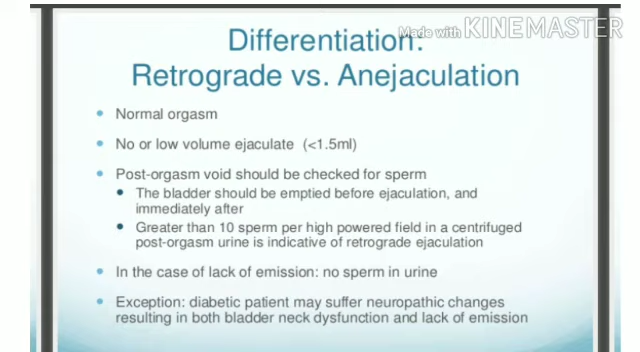 Made with KINEMASTER
Differentiation:
Retrograde vs. Anejaculation
Normal orgasm
No or low volume ejaculate (<1.5ml)
Post-orgasm void should be checked for sperm
The bladder should be emptied before ejaculation, and
immediately after
Greater than 10 sperm per high powered field in a centrifuged
post-orgasm urine is indicative of retrograde ejaculation
In the case of lack of emission: no sperm in urine
Exception: diabetic patient may suffer neuropathic changes
resulting in both bladder neck dysfunction and lack of emission